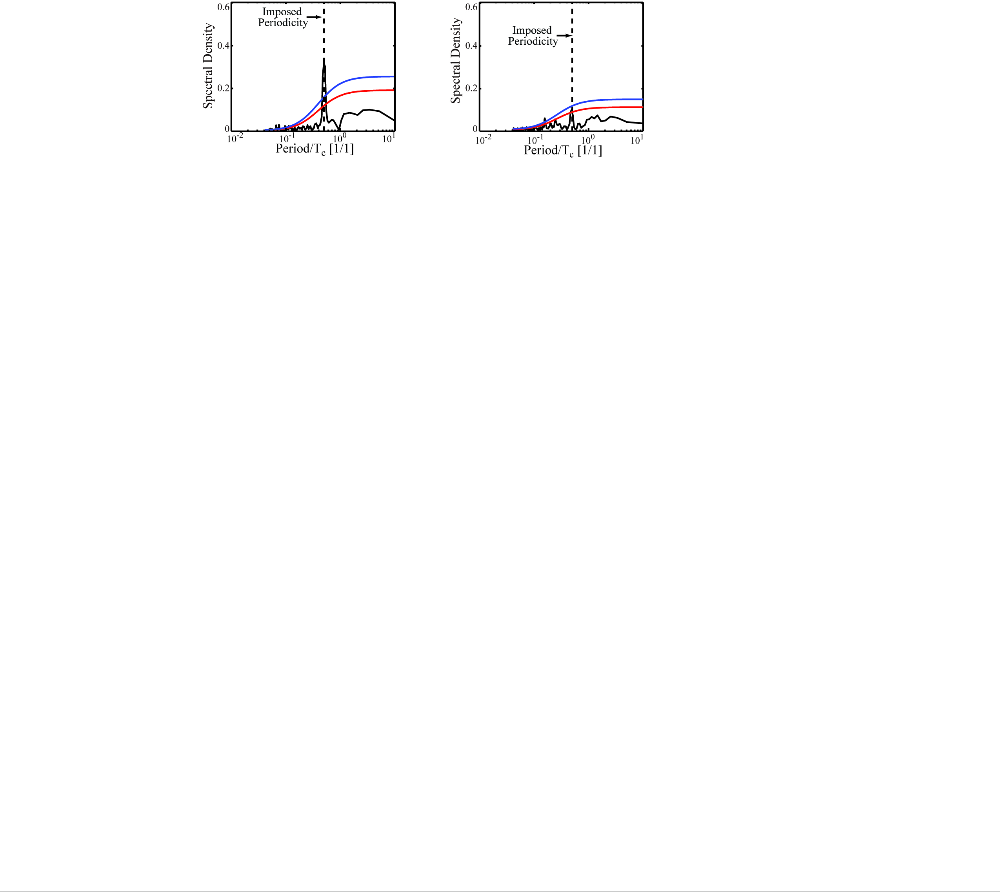 0.6
0.4
0.2
0
Spectral Density
Imposed
Periodicity
10-2 10-1 100 101
Period/Tc [1/1]
0.6
0.4
0.2
0
Spectral Density
Imposed
Periodicity
10-2 10-1 100 101
Period/Tc [1/1]